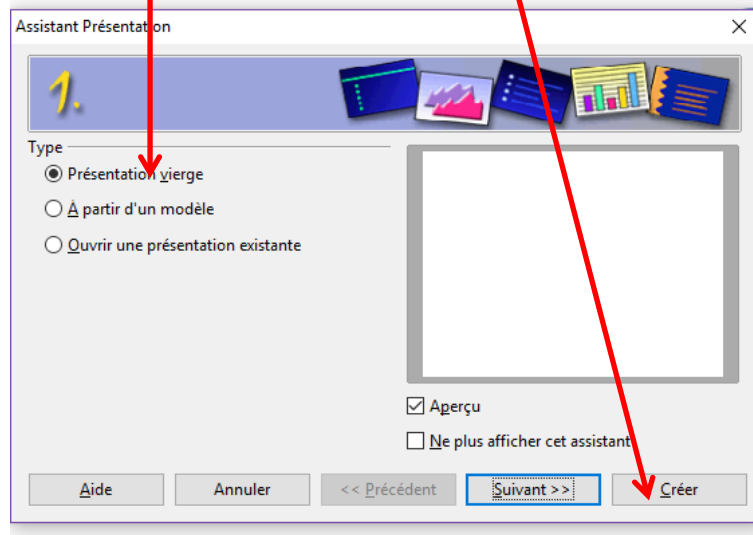 Assistant Présentation
1.
Type
Présentation vierge
À partir d'un modèle
Ouvrir une présentation existante
Aperçu
Ne plus afficher cet assistant
Aide Annuler << Précédent Suivant >> Créer